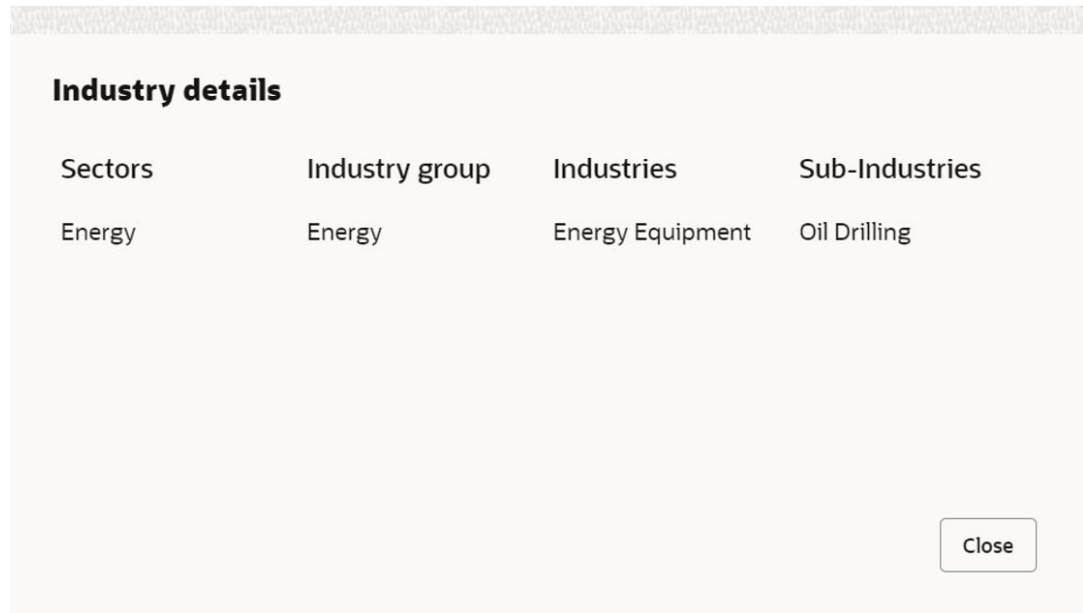 Industry details
Sectors Industry group Industries Sub-Industries
Energy Energy Energy Equipment Oil Drilling
Close